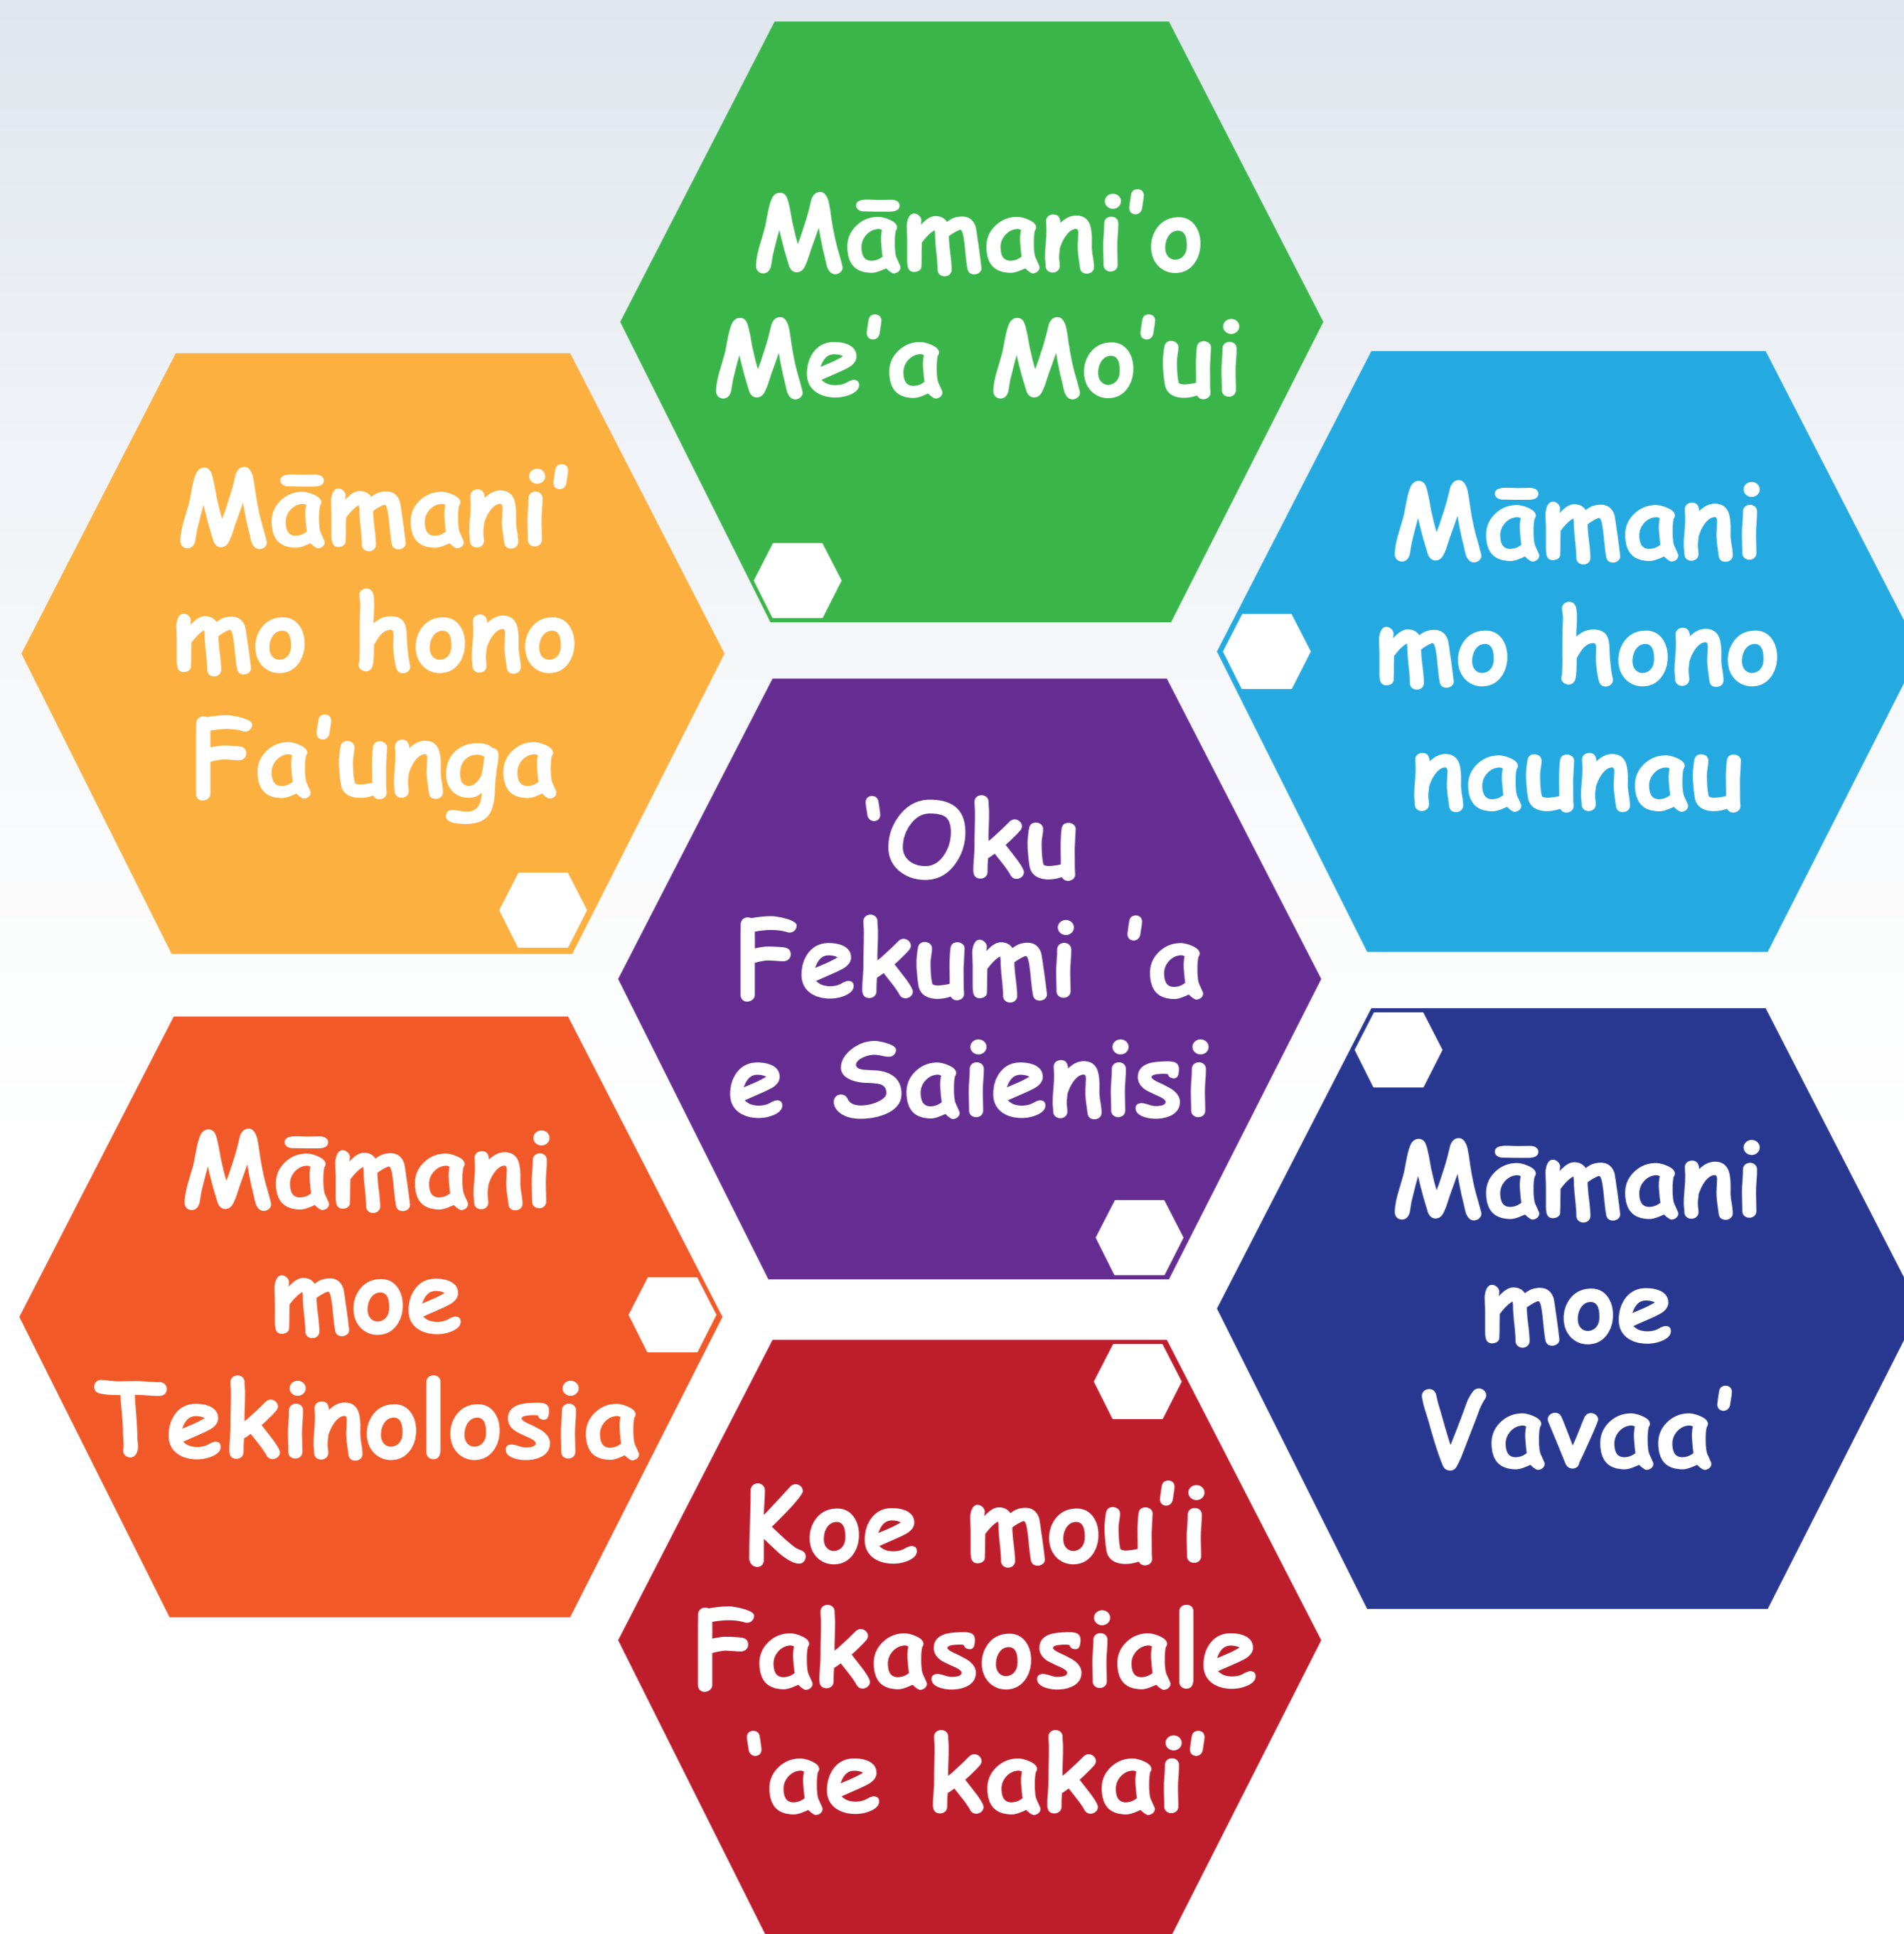 Māmani'o
Me'a Mo'ui
Māmani'
mo hono
Fa'unga
Māmani
mo hono
naunau
'Oku
Fekumi 'a
e Saienisi
Māmani
moe
Tekinolosia
Māmani
moe
Vavaa'
Koe mou'i
Fakasosiale
'ae kakai'